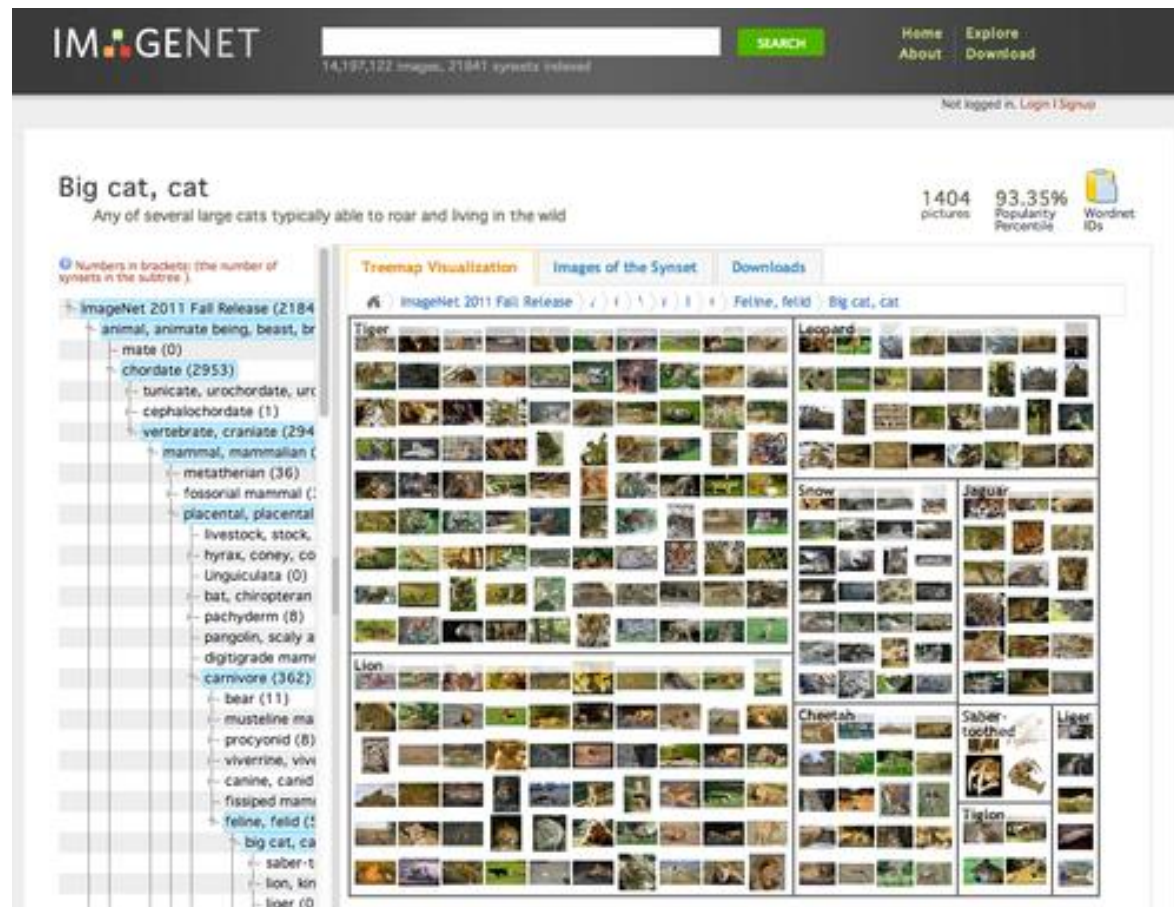 IMAGENET
SEARCH
14,197,122 images, 21841 synsets indexed
Home Explore
About Download
Not logged in. Login I Signup
Big cat, cat
Any of several large cats typically able to roar and living in the wild
1404
pictures
93.35%
Popularity
Percentile
Wordnet
IDs
Numbers in brackets: (the number of
synsets in the subtree ).
Treemap Visualization
Images of the Synset
Downloads
ImageNet 2011 Fall Release
Feline, felid
Big cat, cat
ImageNet 2011 Fall Release (2184
animal, animate being, beast, br
mate (0)
chordate (2953)
tunicate, urochordate, uro
cephalochordate (1)
vertebrate, craniate (294
mammal, mammalian (
metatherian (36)
fossorial mammal (
placental, placental
livestock, stock,
hyrax, coney, co
Unguiculata (0)
bat, chiropteran
pachyderm (8)
pangolin, scaly a
digitigrade mam
carnivore (362)
bear (11)
musteline ma
procyonid (8)
viverrine, vive
canine, canid
fissiped mam
feline, felid (
big cat, ca
saber-t
lion, kin
liger (0
Tiger
Leopard
Snow
Jaguar
Lion
Cheetah
Saber-
toothed
Liger
Tiglon